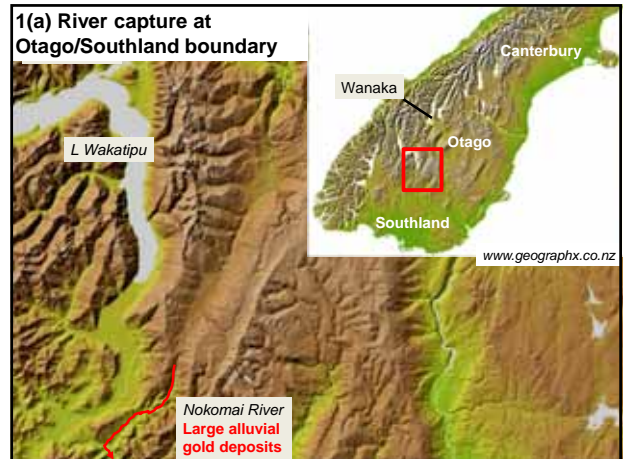 1(a) River capture at
Otago/Southland boundary
Canterbury
Wanaka
Otago
L Wakatipu
Southland
www.geographx.co.nz
Nokomai River
Large alluvial
gold deposits